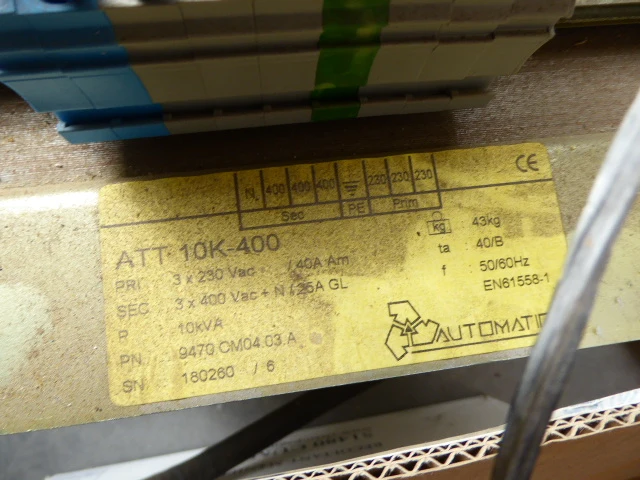 N 400 400 400 230 230 230
Sec PE Prim
CE
ATT 10K-400
kg 43kg
PRI 3 x 230 Vac / 40A Am
ta 40/B
SEC 3 x 400 Vac + N / 25A GL
f 50/60Hz
P 10kVA
EN61558-1
PN 9470 CM04.03.A
AUTOMATIC
SN 180260 / 6